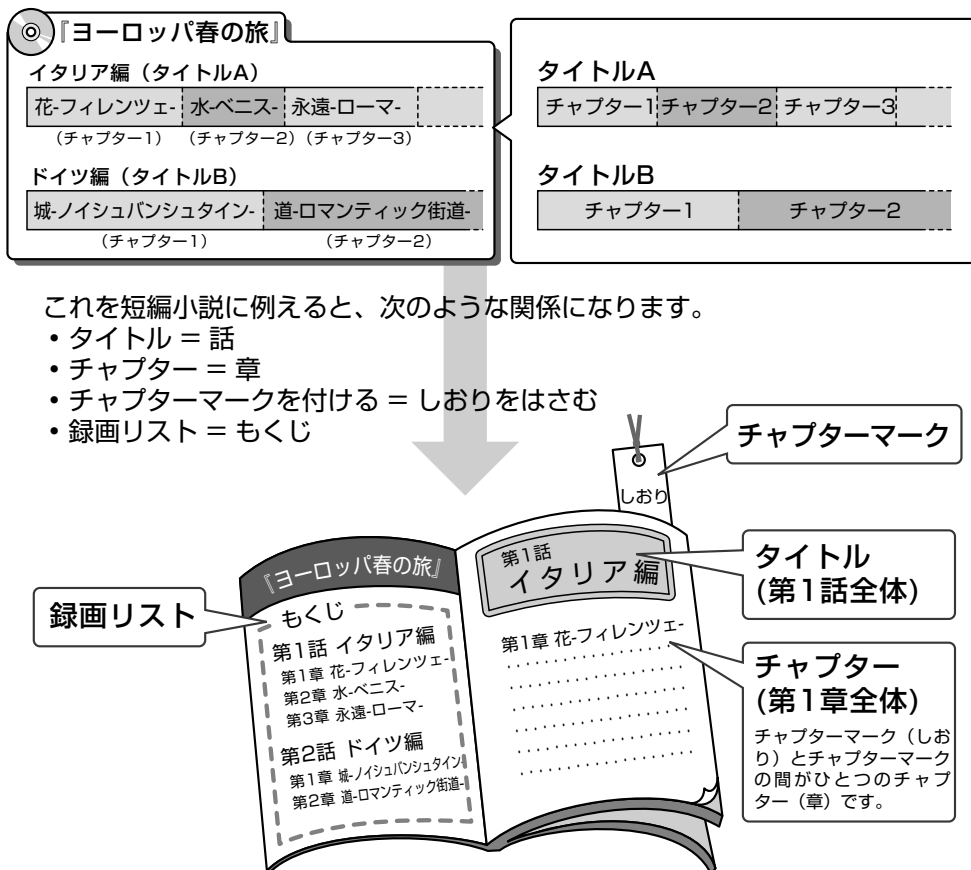 『ヨーロッパ春の旅』
イタリア編（タイトルA）
花-フィレンツェ- 水-ベニス- 永遠-ローマ-
（チャプター1） （チャプター2）（チャプター3）
ドイツ編（タイトルB）
城-ノイシュバンシュタイン- 道-ロマンティック街道-
（チャプター1） （チャプター2）
タイトルA
チャプター1 チャプター2 チャプター3
タイトルB
チャプター1 チャプター2
これを短編小説に例えると、次のような関係になります。
• タイトル = 話
• チャプター = 章
• チャプターマークを付ける = しおりをはさむ
• 録画リスト = もくじ
チャプターマーク
しおり
『ヨーロッパ春の旅』
もくじ
第1話 イタリア編
第1章 花-フィレンツェ-
第2章 水-ベニス-
第3章 永遠-ローマ-
第2話 ドイツ編
第1章 城-ノイシュバンシュタイン-
第2章 道-ロマンティック街道-
録画リスト
第1話
イタリア編
第1章 花-フィレンツェ-
タイトル
(第1話全体)
チャプター
(第1章全体)
チャプターマーク（しお
り）とチャプターマーク
の間がひとつのチャプ
ター（章）です。